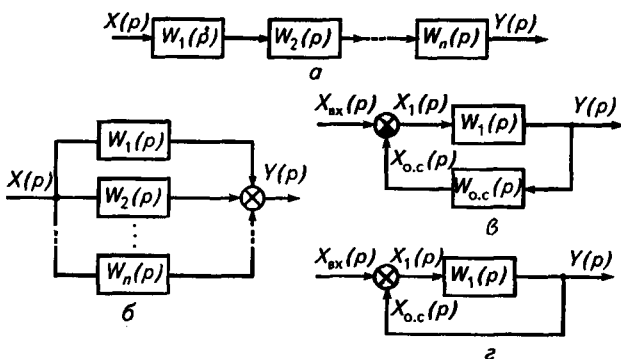 X(p) W₁(p) W₂(p) Wₙ(p) Y(p)
а
X(p) W₁(p) Y(p)
W₂(p)
⋮
Wₙ(p)
б
Xвх(p) X₁(p) W₁(p) Y(p)
Xо.с(p) Wо.с(p)
в
Xвх(p) X₁(p) W₁(p) Y(p)
Xо.с(p)
г